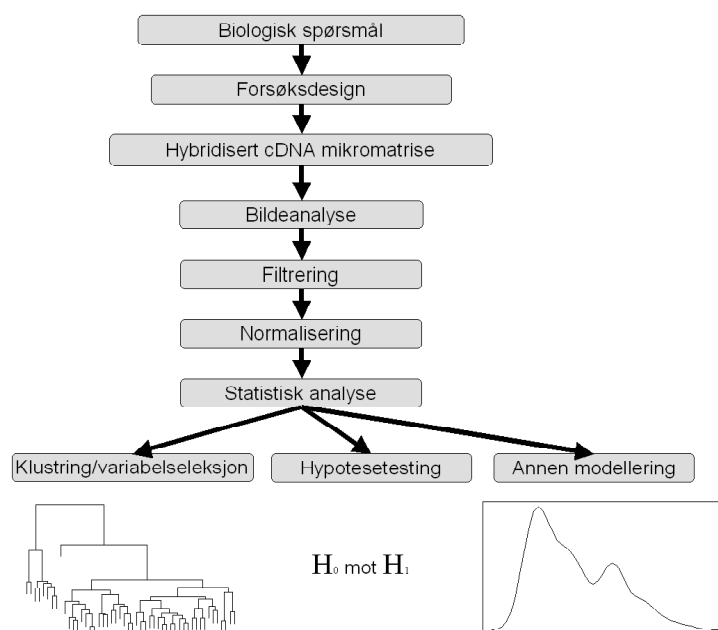 Biologisk spørsmål
Forsøksdesign
Hybridisert cDNA mikromatrise
Bildeanalyse
Filtrering
Normalisering
Statistisk analyse
Klustring/variabelseleksjon
Hypotesetesting
Annen modellering
H₀ mot H₁